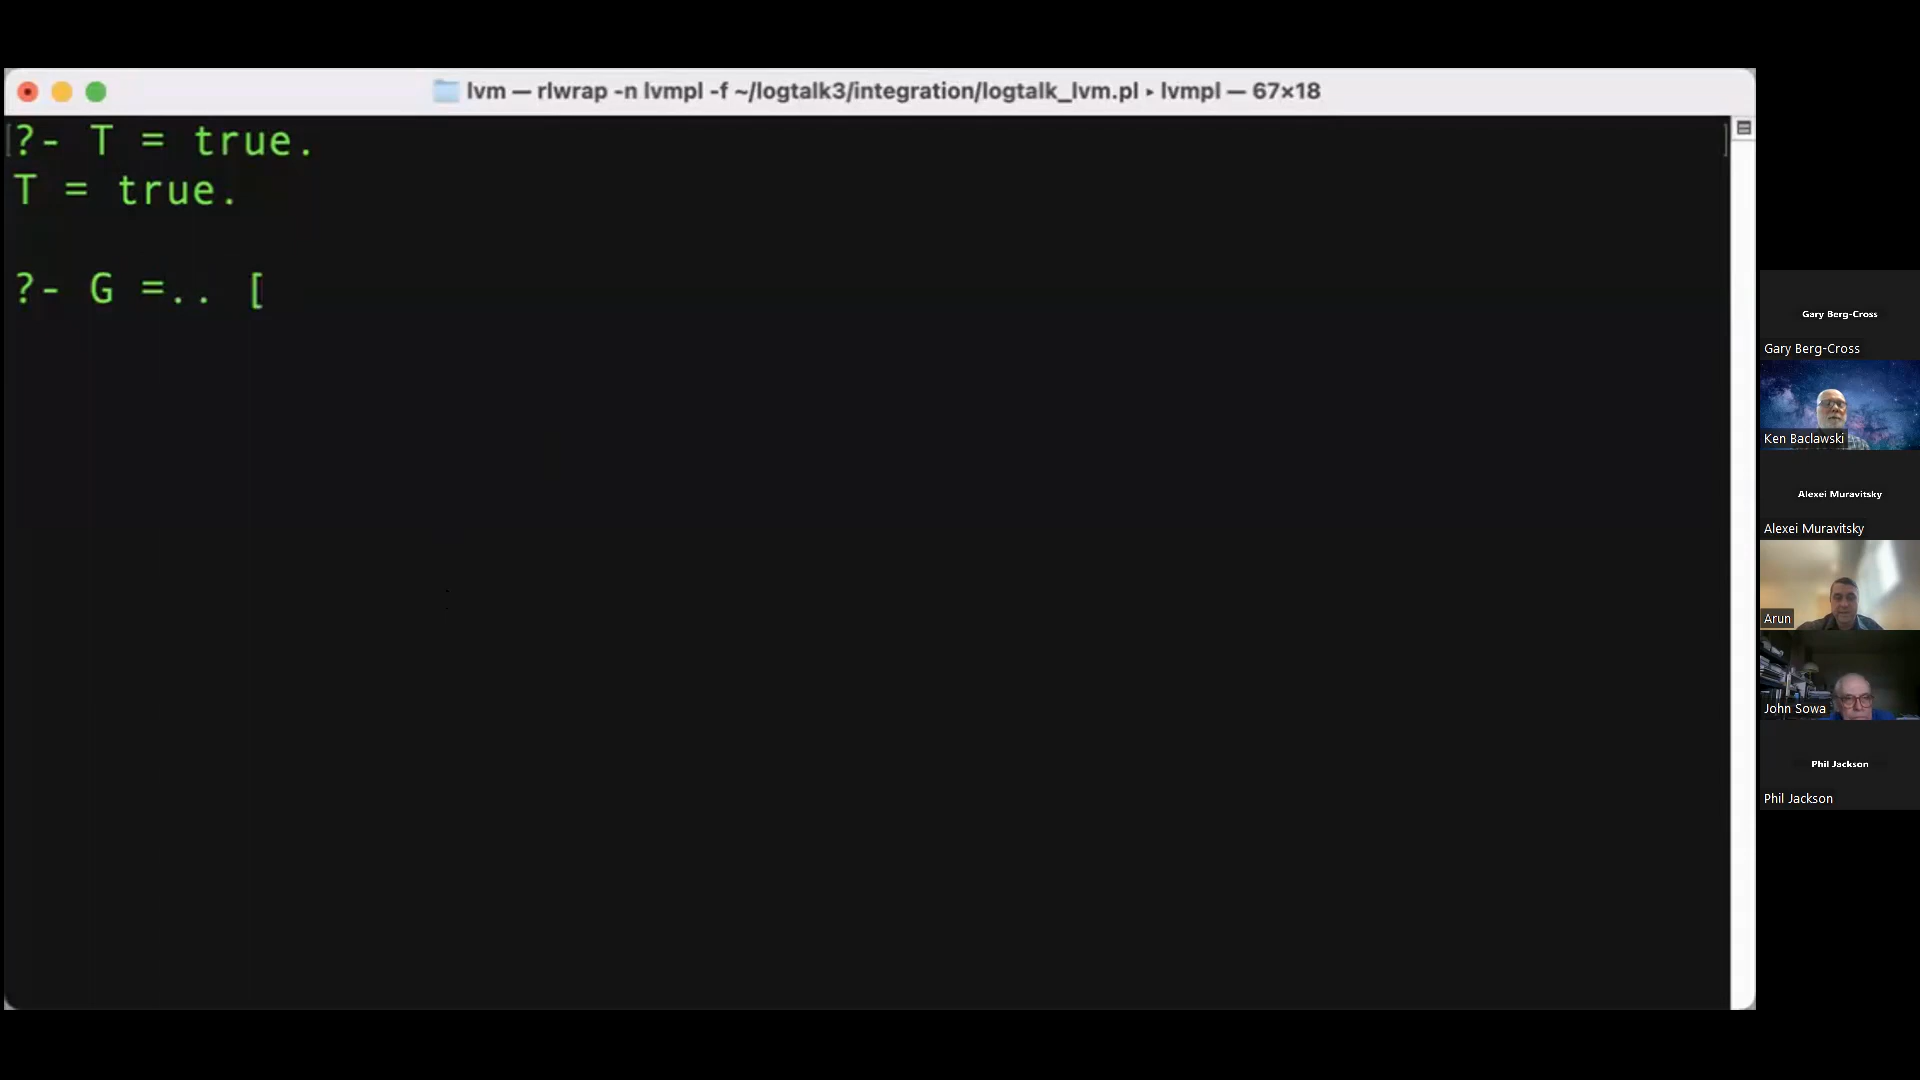 lvm — rlwrap -n lvmpl -f ~/logtalk3/integration/logtalk_lvm.pl ▸ lvmpl — 67×18
?- T = true.
T = true.
?- G =.. [
Gary Berg-Cross
Gary Berg-Cross
Ken Baclawski
Alexei Muravitsky
Alexei Muravitsky
Arun
John Sowa
Phil Jackson
Phil Jackson